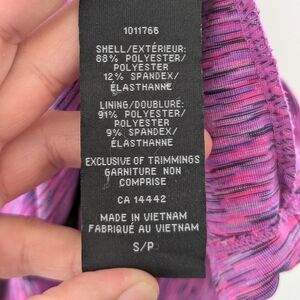 1011766
SHELL/EXTÉRIEUR:
88% POLYESTER/
POLYESTER
12% SPANDEX/
ÉLASTHANNE
LINING/DOUBLURE:
91% POLYESTER/
POLYESTER
9% SPANDEX/
ÉLASTHANNE
EXCLUSIVE OF TRIMMINGS
GARNITURE NON
COMPRISE
CA 14442
MADE IN VIETNAM
FABRIQUÉ AU VIETNAM
S/P